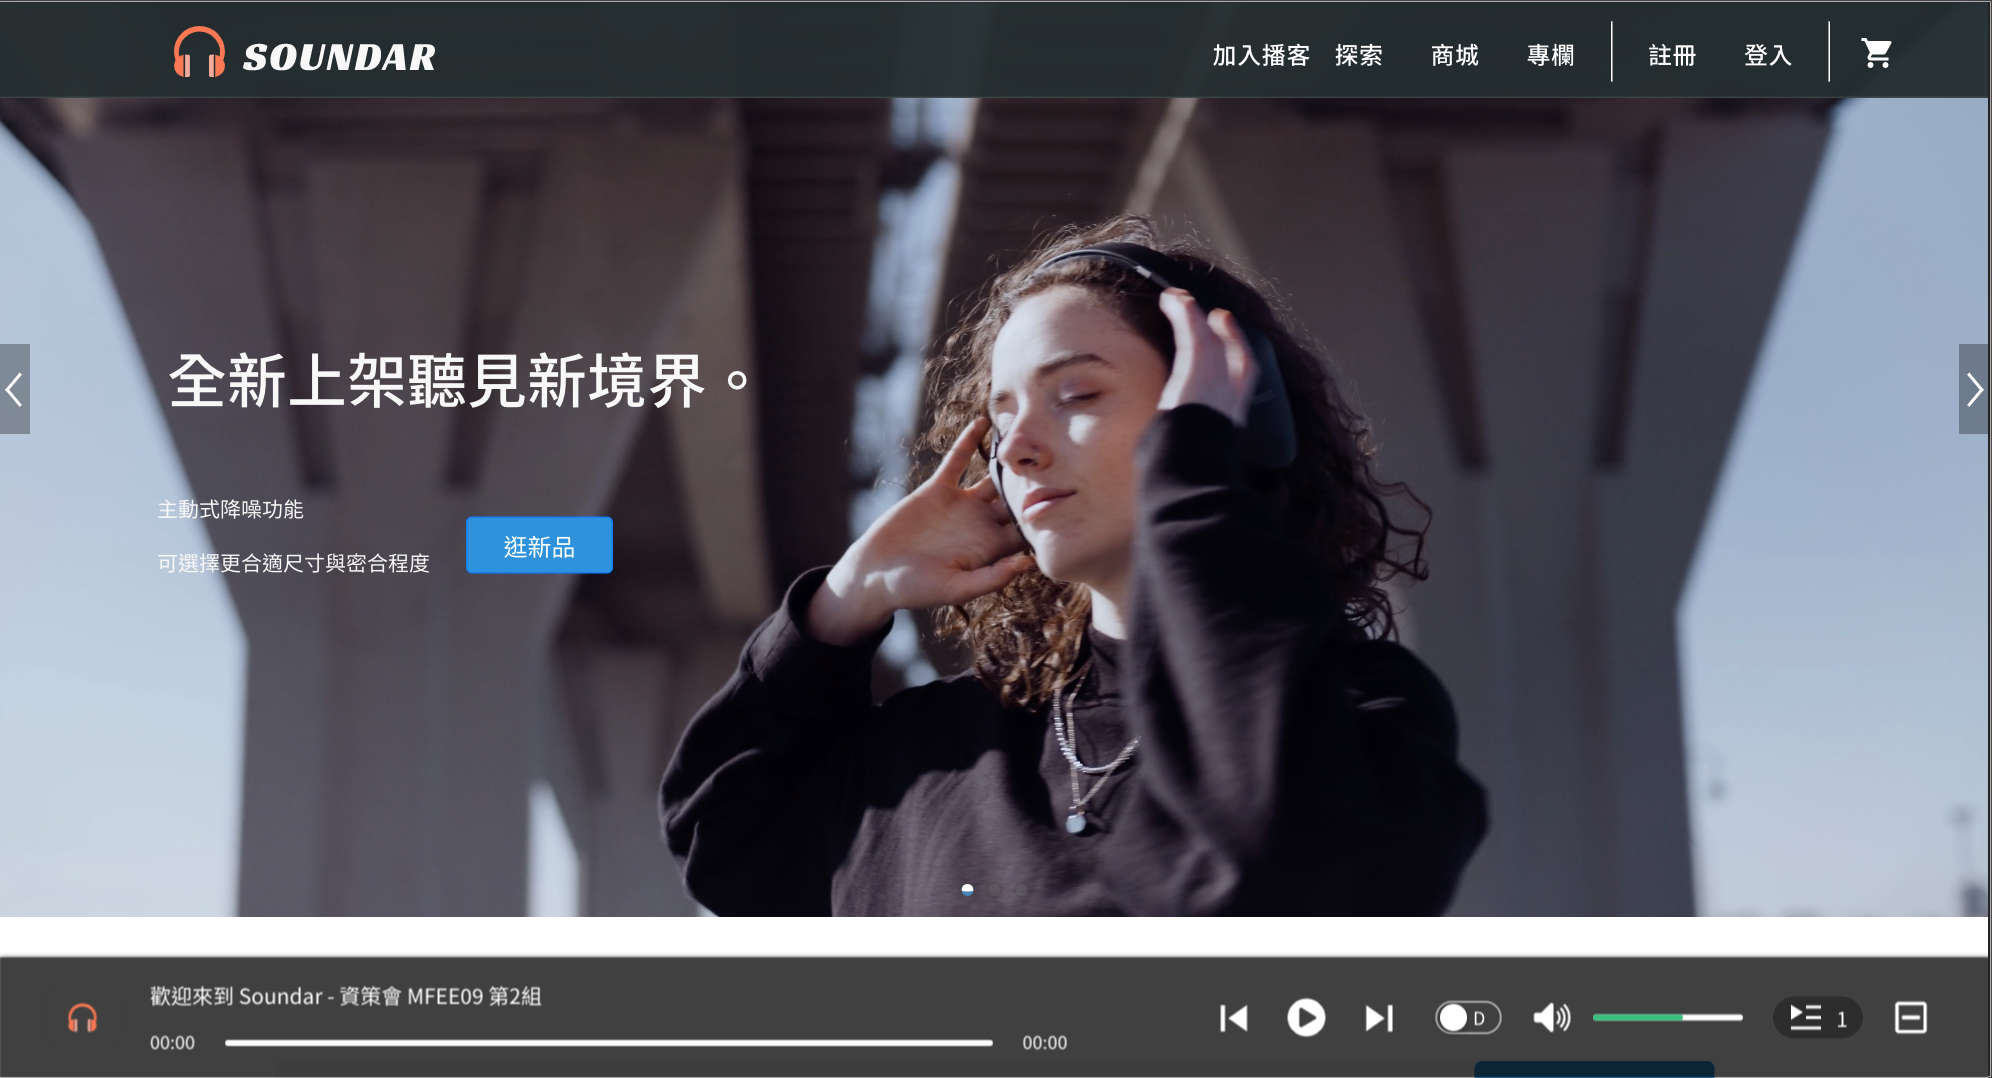 SOUNDAR
加入播客 探索 商城 專欄 註冊 登入
全新上架聽見新境界。
主動式降噪功能
可選擇更合適尺寸與密合程度
逛新品
歡迎來到 Soundar - 資策會 MFEE09 第2組
00:00 00:00
D
1